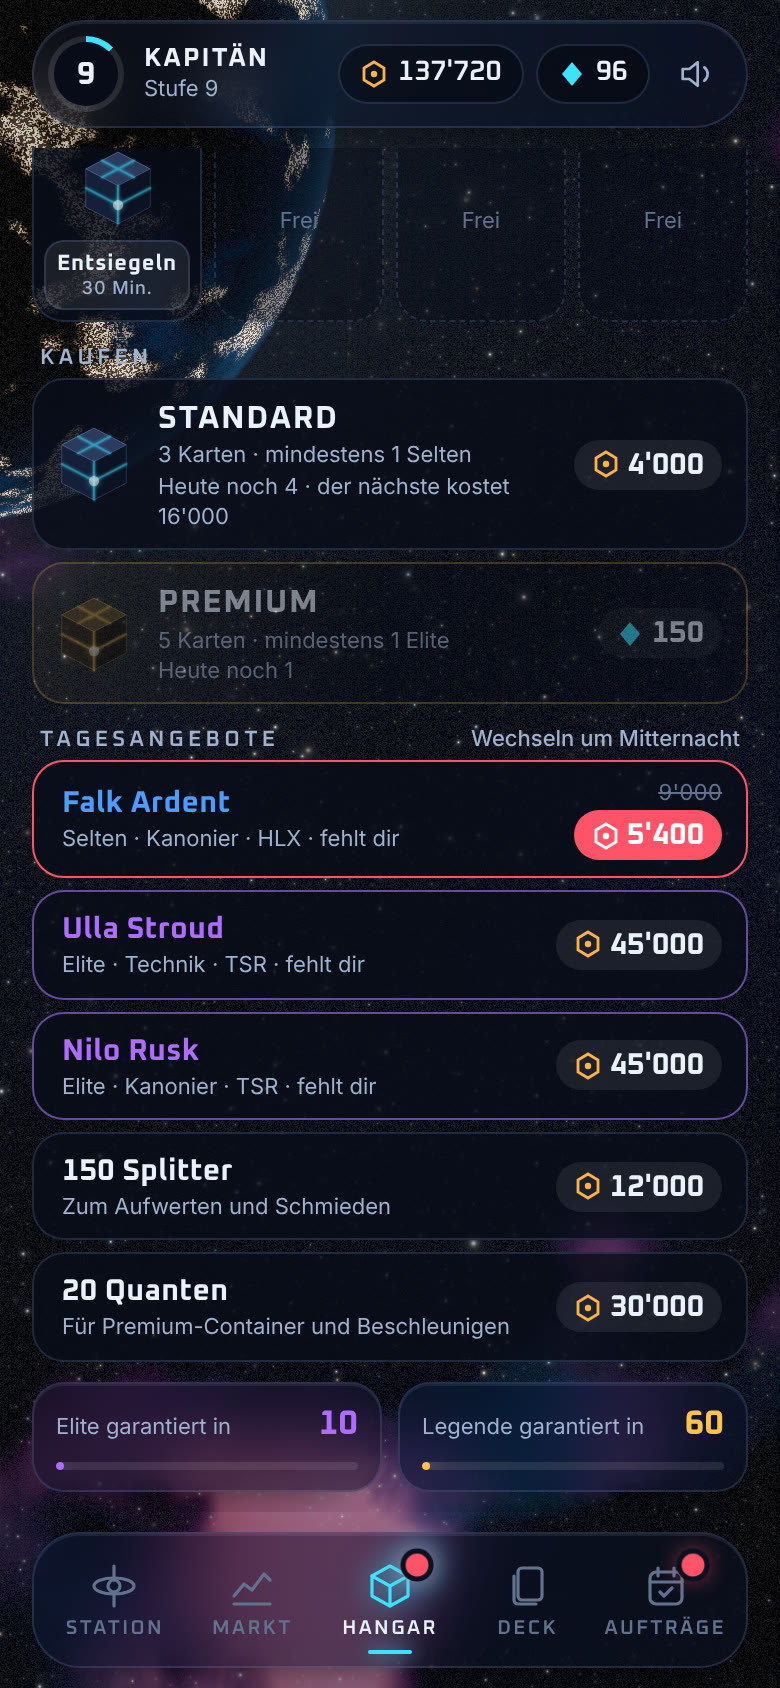 9
KAPITÄN
Stufe 9
137'720
96
Entsiegeln
30 Min.
Frei
Frei
Frei
KAUFEN
STANDARD
3 Karten · mindestens 1 Selten
Heute noch 4 · der nächste kostet
16'000
4'000
PREMIUM
5 Karten · mindestens 1 Elite
Heute noch 1
150
TAGESANGEBOTE
Wechseln um Mitternacht
Falk Ardent
Selten · Kanonier · HLX · fehlt dir
9'000
5'400
Ulla Stroud
Elite · Technik · TSR · fehlt dir
45'000
Nilo Rusk
Elite · Kanonier · TSR · fehlt dir
45'000
150 Splitter
Zum Aufwerten und Schmieden
12'000
20 Quanten
Für Premium-Container und Beschleunigen
30'000
Elite garantiert in
10
Legende garantiert in
60
STATION
MARKT
HANGAR
DECK
AUFTRÄGE